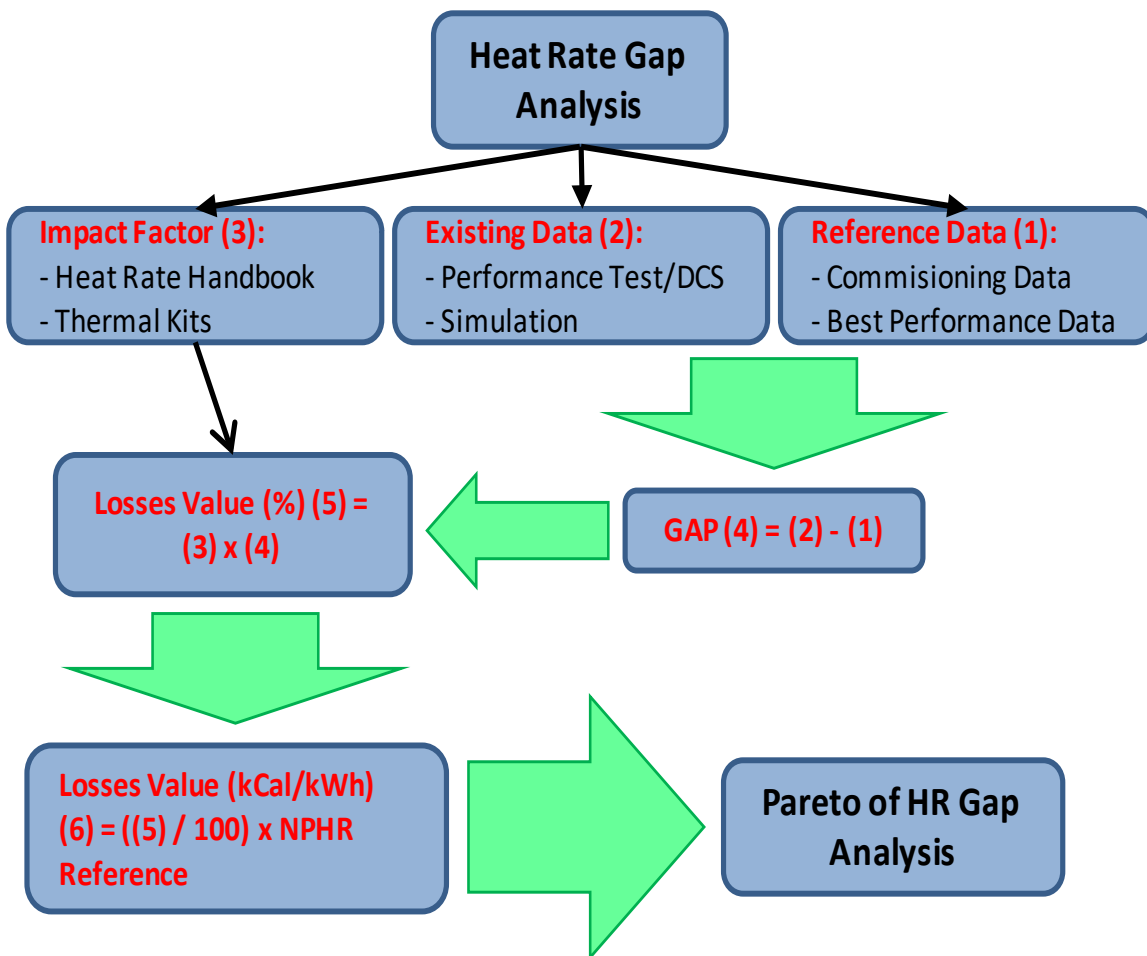 Heat Rate Gap
Analysis
Impact Factor (3):
- Heat Rate Handbook
- Thermal Kits
Existing Data (2):
- Performance Test/DCS
- Simulation
Reference Data (1):
- Commisioning Data
- Best Performance Data
Losses Value (%) (5) =
(3) x (4)
GAP (4) = (2) - (1)
Losses Value (kCal/kWh)
(6) = ((5) / 100) x NPHR
Reference
Pareto of HR Gap
Analysis